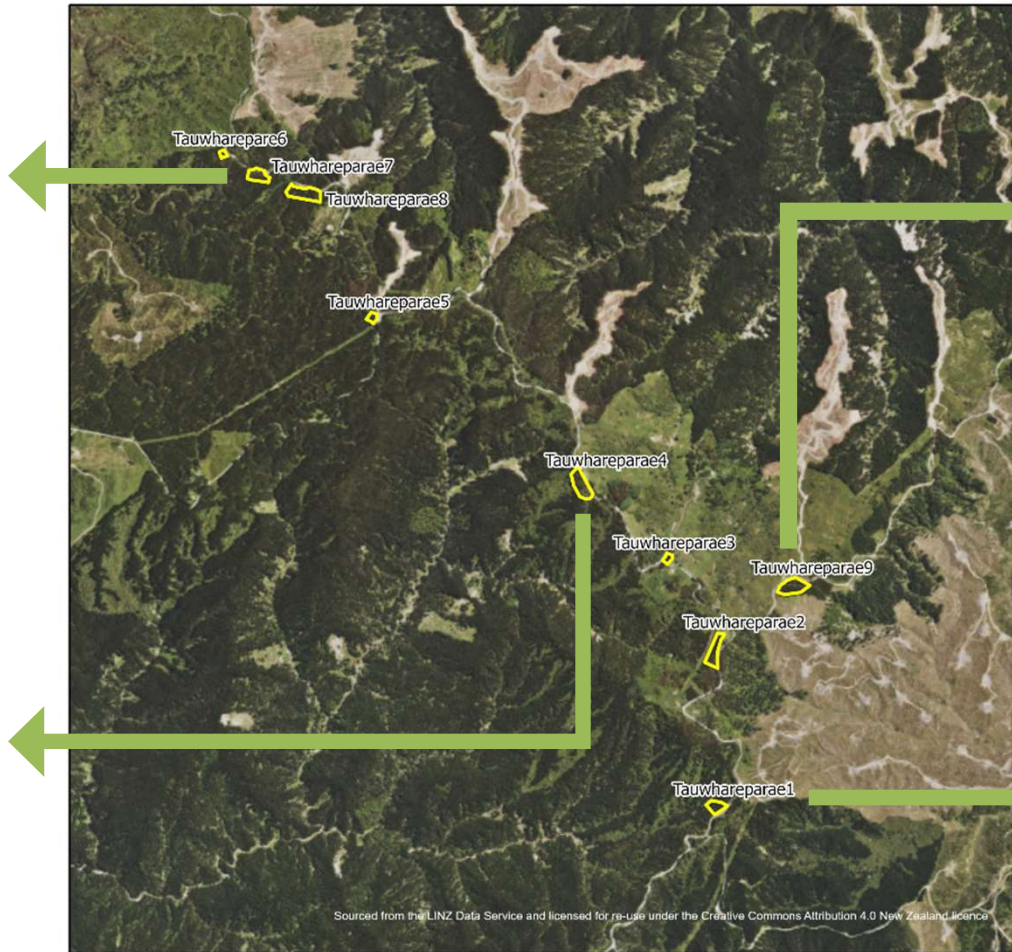 Tauwharepare6
Tauwhareparae7
Tauwhareparae8
Tauwhareparae5
Tauwhareparae4
Tauwhareparae3
Tauwhareparae9
Tauwhareparae2
Tauwhareparae1
Sourced from the LINZ Data Service and licensed for re-use under the Creative Commons Attribution 4.0 New Zealand licence